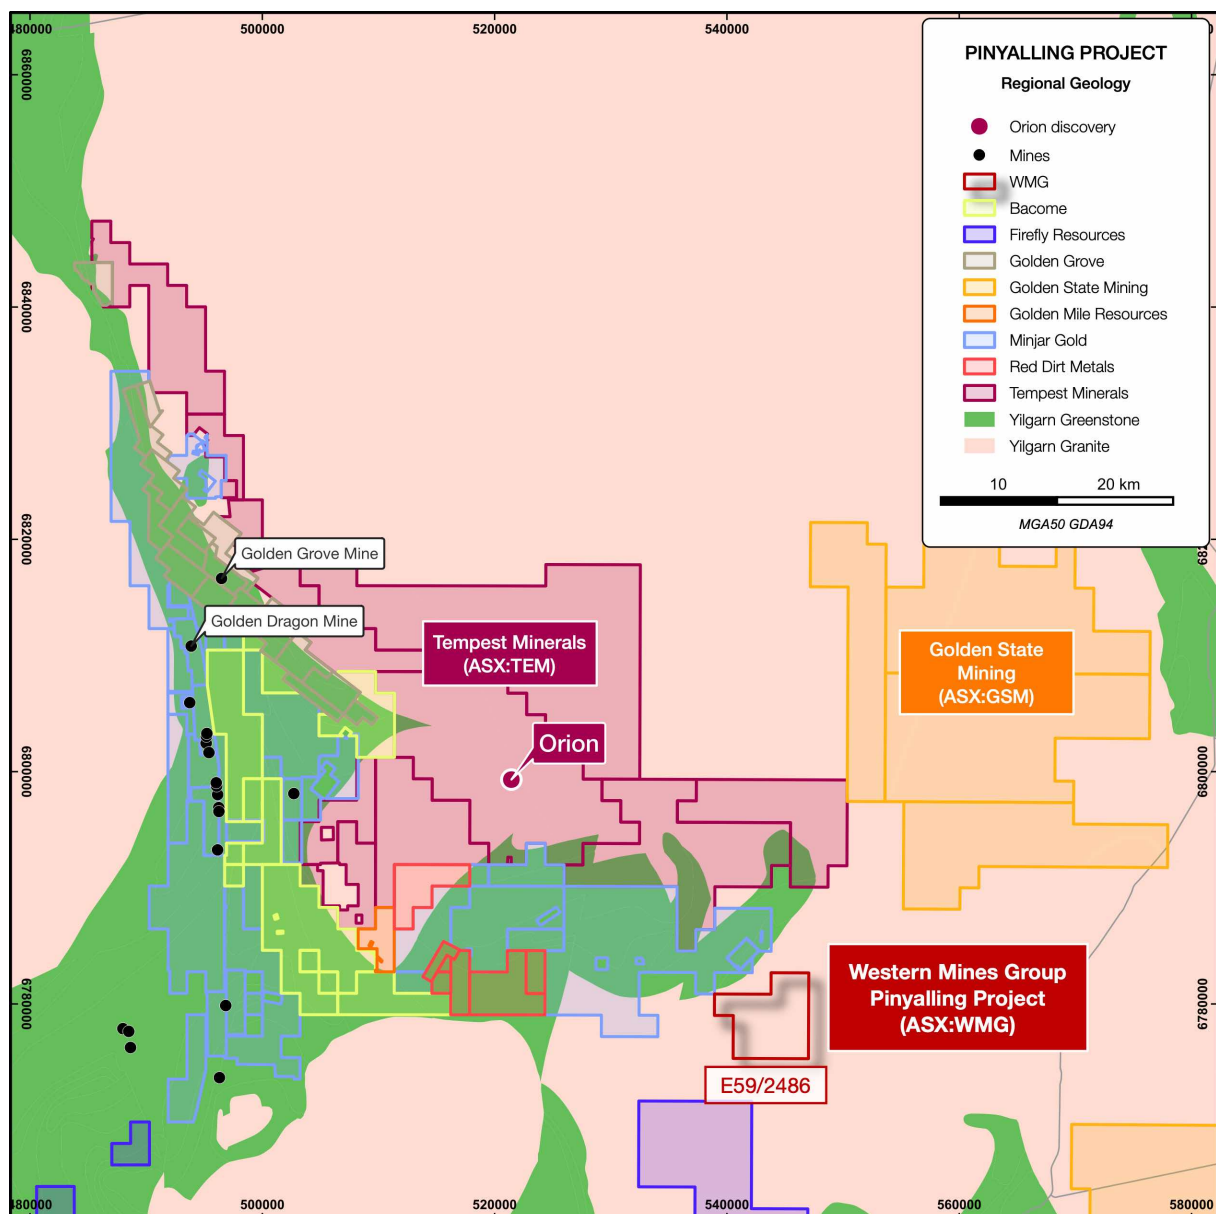 480000
500000
520000
540000
PINYALLING PROJECT
Regional Geology
Orion discovery
Mines
WMG
Bacome
Firefly Resources
Golden Grove
Golden State Mining
Golden Mile Resources
Minjar Gold
Red Dirt Metals
Tempest Minerals
Yilgarn Greenstone
Yilgarn Granite
10
20 km
MGA50 GDA94
6860000
6840000
6820000
6800000
6780000
Golden Grove Mine
Golden Dragon Mine
Tempest Minerals
(ASX:TEM)
Orion
Golden State
Mining
(ASX:GSM)
Western Mines Group
Pinyalling Project
(ASX:WMG)
E59/2486
6800000
6780000
480000
500000
520000
540000
560000
580000